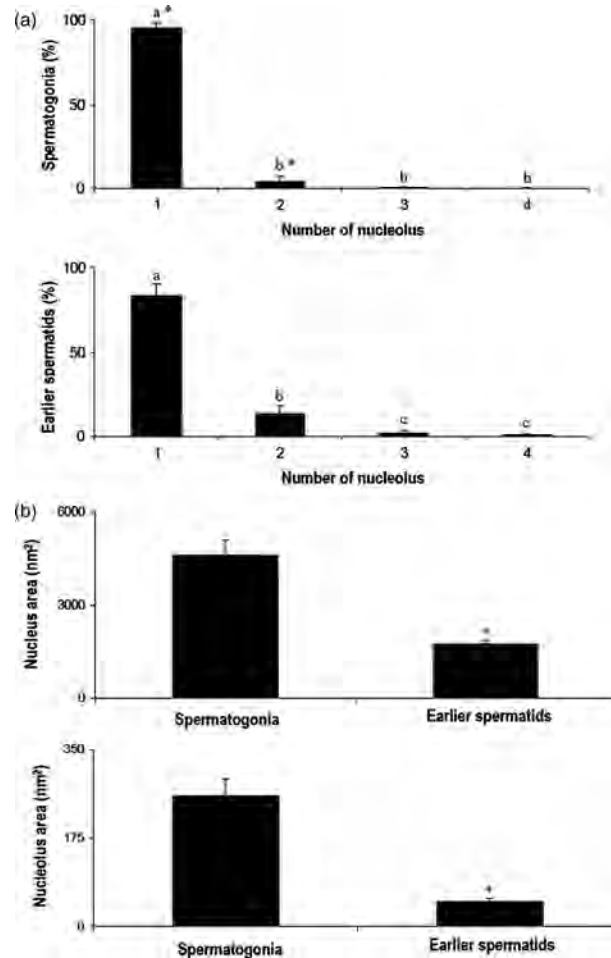 (a)
100
50
0
Spermatogonia (%)
a *
b *
b
b
1 2 3 4
Number of nucleolus
100
50
0
Earlier spermatids (%)
a
b
c
c
1 2 3 4
Number of nucleolus
(b)
6000
3000
0
Nucleus area (nm²)
*
Spermatogonia Earlier spermatids
350
175
0
Nucleolus area (nm²)
*
Spermatogonia Earlier spermatids